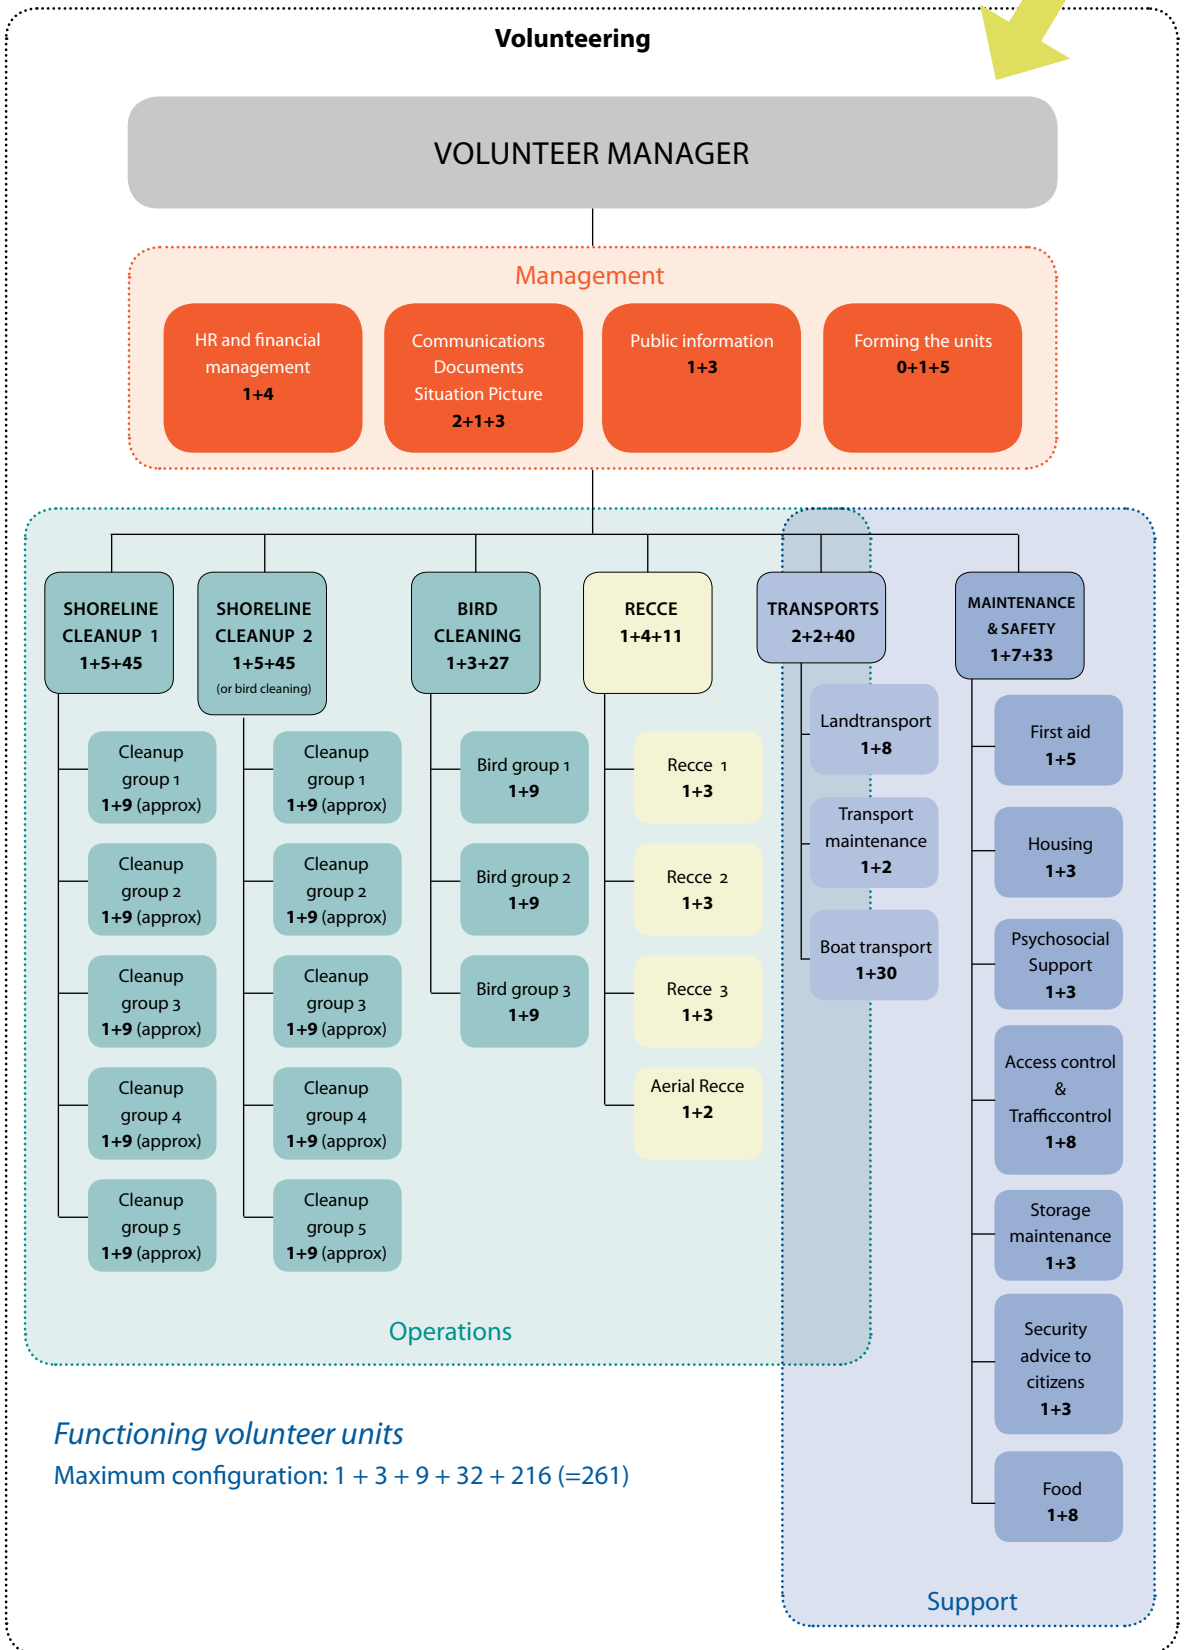 Volunteering
VOLUNTEER MANAGER
Management
HR and financial
management
1+4
Communications
Documents
Situation Picture
2+1+3
Public information
1+3
Forming the units
0+1+5
SHORELINE
CLEANUP 1
1+5+45
SHORELINE
CLEANUP 2
1+5+45
(or bird cleaning)
BIRD
CLEANING
1+3+27
RECCE
1+4+11
TRANSPORTS
2+2+40
MAINTENANCE
& SAFETY
1+7+33
Cleanup
group 1
1+9 (approx)
Cleanup
group 2
1+9 (approx)
Cleanup
group 3
1+9 (approx)
Cleanup
group 4
1+9 (approx)
Cleanup
group 5
1+9 (approx)
Cleanup
group 1
1+9 (approx)
Cleanup
group 2
1+9 (approx)
Cleanup
group 3
1+9 (approx)
Cleanup
group 4
1+9 (approx)
Cleanup
group 5
1+9 (approx)
Bird group 1
1+9
Bird group 2
1+9
Bird group 3
1+9
Recce 1
1+3
Recce 2
1+3
Recce 3
1+3
Aerial Recce
1+2
Landtransport
1+8
Transport
maintenance
1+2
Boat transport
1+30
First aid
1+5
Housing
1+3
Psychosocial
Support
1+3
Access control
&
Trafficcontrol
1+8
Storage
maintenance
1+3
Security
advice to
citizens
1+3
Food
1+8
Operations
Support
Functioning volunteer units
Maximum configuration: 1 + 3 + 9 + 32 + 216 (=261)